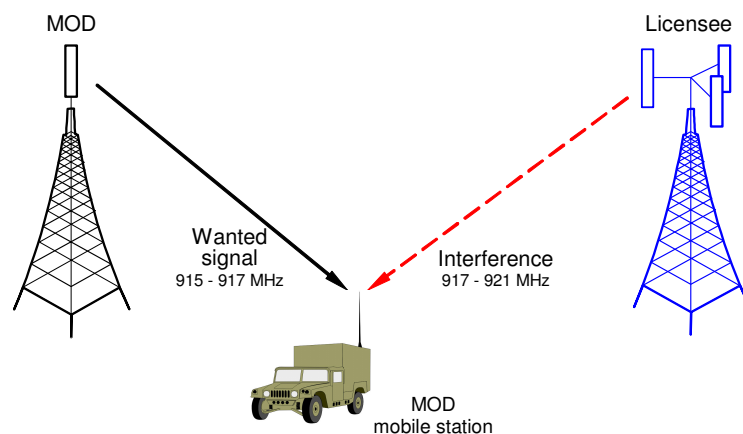 MOD
Licensee
Wanted
signal
915 - 917 MHz
Interference
917 - 921 MHz
MOD
mobile station